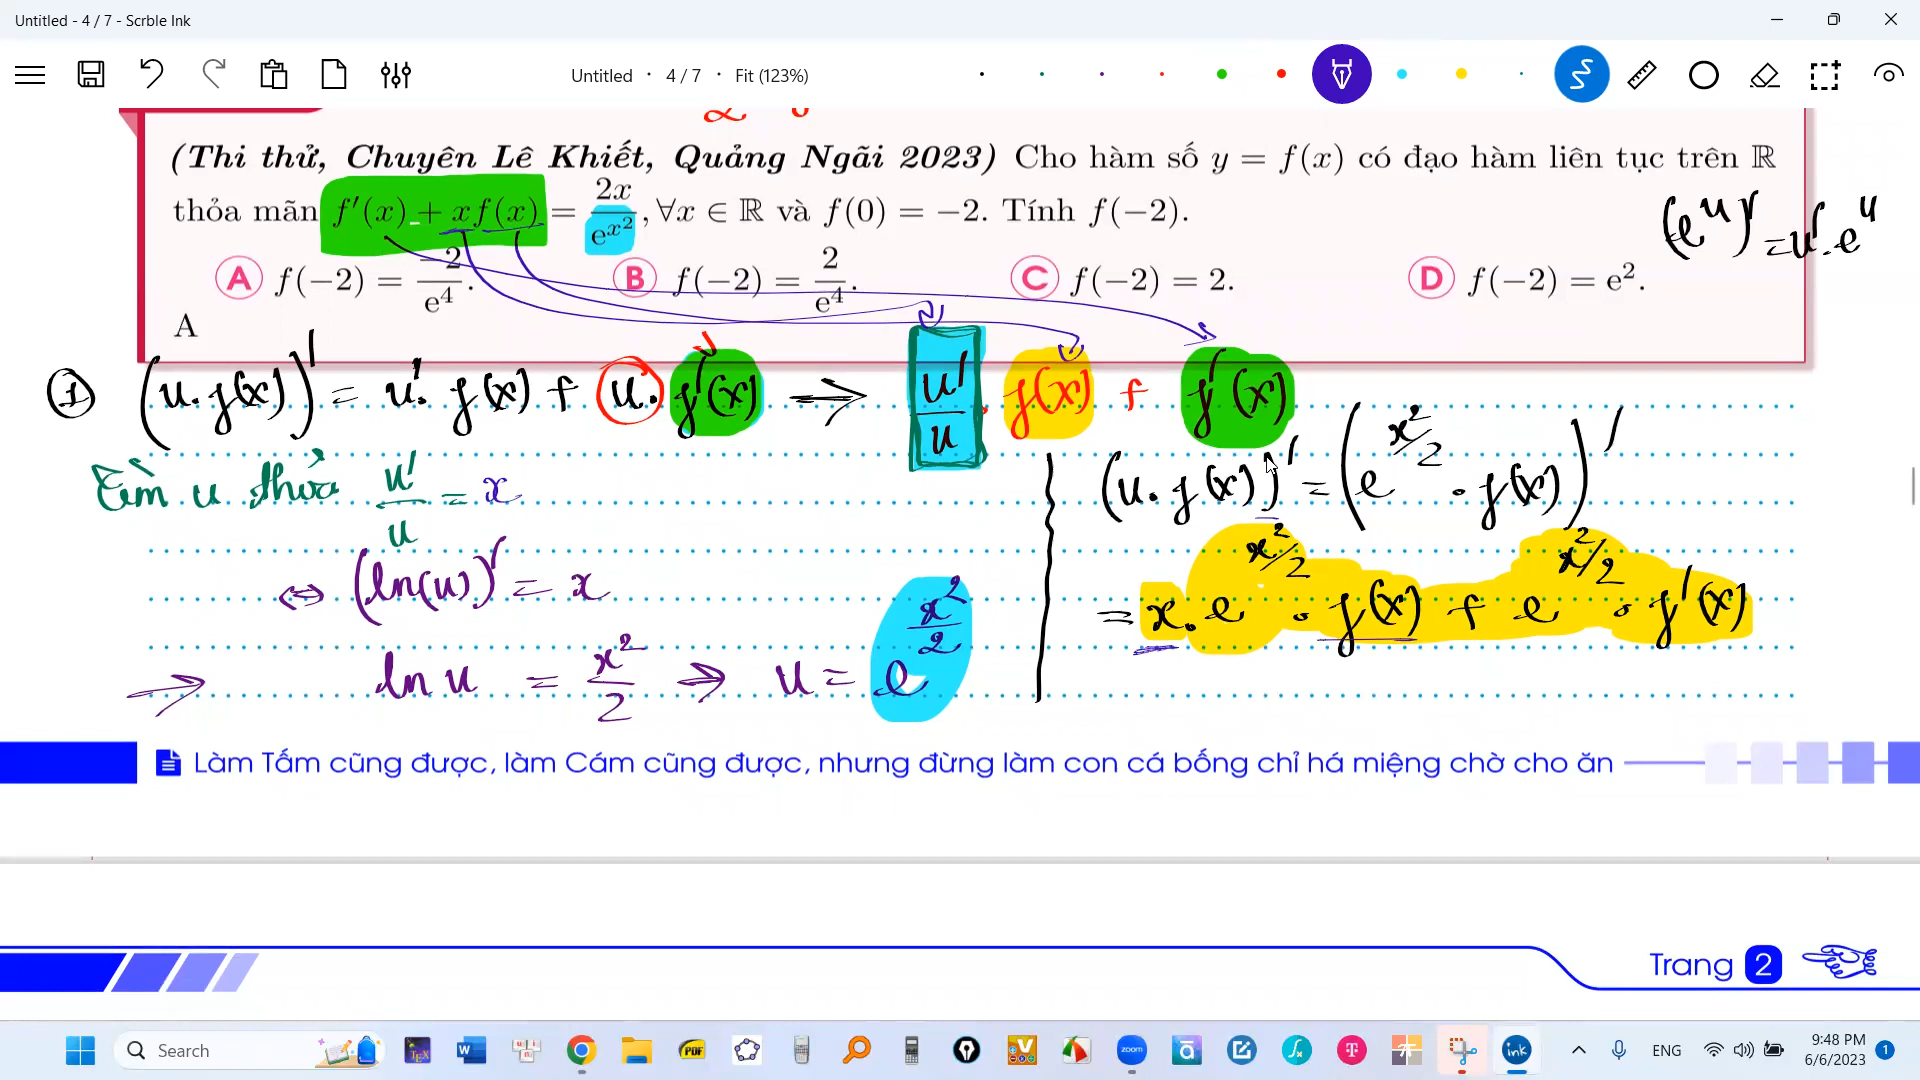 Untitled - 4 / 7 - Scrble Ink
Untitled • 4 / 7 • Fit (123%)
(Thi thử, Chuyên Lê Khiết, Quảng Ngãi 2023) Cho hàm số y = f(x) có đạo hàm liên tục trên ℝ
thỏa mãn f′(x) + xf(x) = 2x/e^{x²}, ∀x ∈ ℝ và f(0) = −2. Tính f(−2).
(e^u)′ = u′.e^u
A f(−2) = −2/e⁴. B f(−2) = 2/e⁴. C f(−2) = 2. D f(−2) = e².
A
① (u.f(x))′ = u′.f(x) + u.f′(x) ⇒ u′/u . f(x) + f′(x)
Tìm u thỏa u′/u = x
⇔ (ln(u))′ = x
⇒ ln u = x²/2 ⇒ u = e^{x²/2}
(u.f(x))′ = (e^{x²/2} . f(x))′
= x.e^{x²/2} . f(x) + e^{x²/2} . f′(x)
Làm Tấm cũng được, làm Cám cũng được, nhưng đừng làm con cá bống chỉ há miệng chờ cho ăn
Trang 2
Search
ENG
9:48 PM
6/6/2023
1